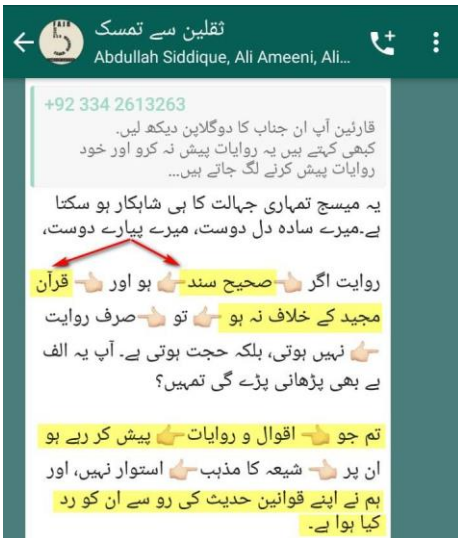 ثقلین سے تمسک
Abdullah Siddique, Ali Ameeni, Ali...
+92 334 2613263
قارئین آپ ان جناب کا دوگلاپن دیکھ لیں۔
کبھی کہتے ہیں یہ روایات پیش نہ کرو اور خود
روایات پیش کرنے لگ جاتے ہیں...
یہ میسج تمہاری جہالت کا ہی شاہکار ہو سکتا
ہے۔میرے سادہ دل دوست، میرے پیارے دوست،
روایت اگر 👈🏻صحیح سند👉🏻 ہو اور 👈🏻 قرآن
مجید کے خلاف نہ ہو 👉🏻 تو 👈🏻صرف روایت
👉🏻 نہیں ہوتی، بلکہ حجت ہوتی ہے۔ آپ یہ الف
بے بھی پڑھانی پڑے گی تمہیں؟
تم جو 👈🏻 اقوال و روایات👉🏻 پیش کر رہے ہو
ان پر 👈🏻 شیعہ کا مذہب👉🏻 استوار نہیں، اور
ہم نے اپنے قوانین حدیث کی رو سے ان کو رد
کیا ہوا ہے۔